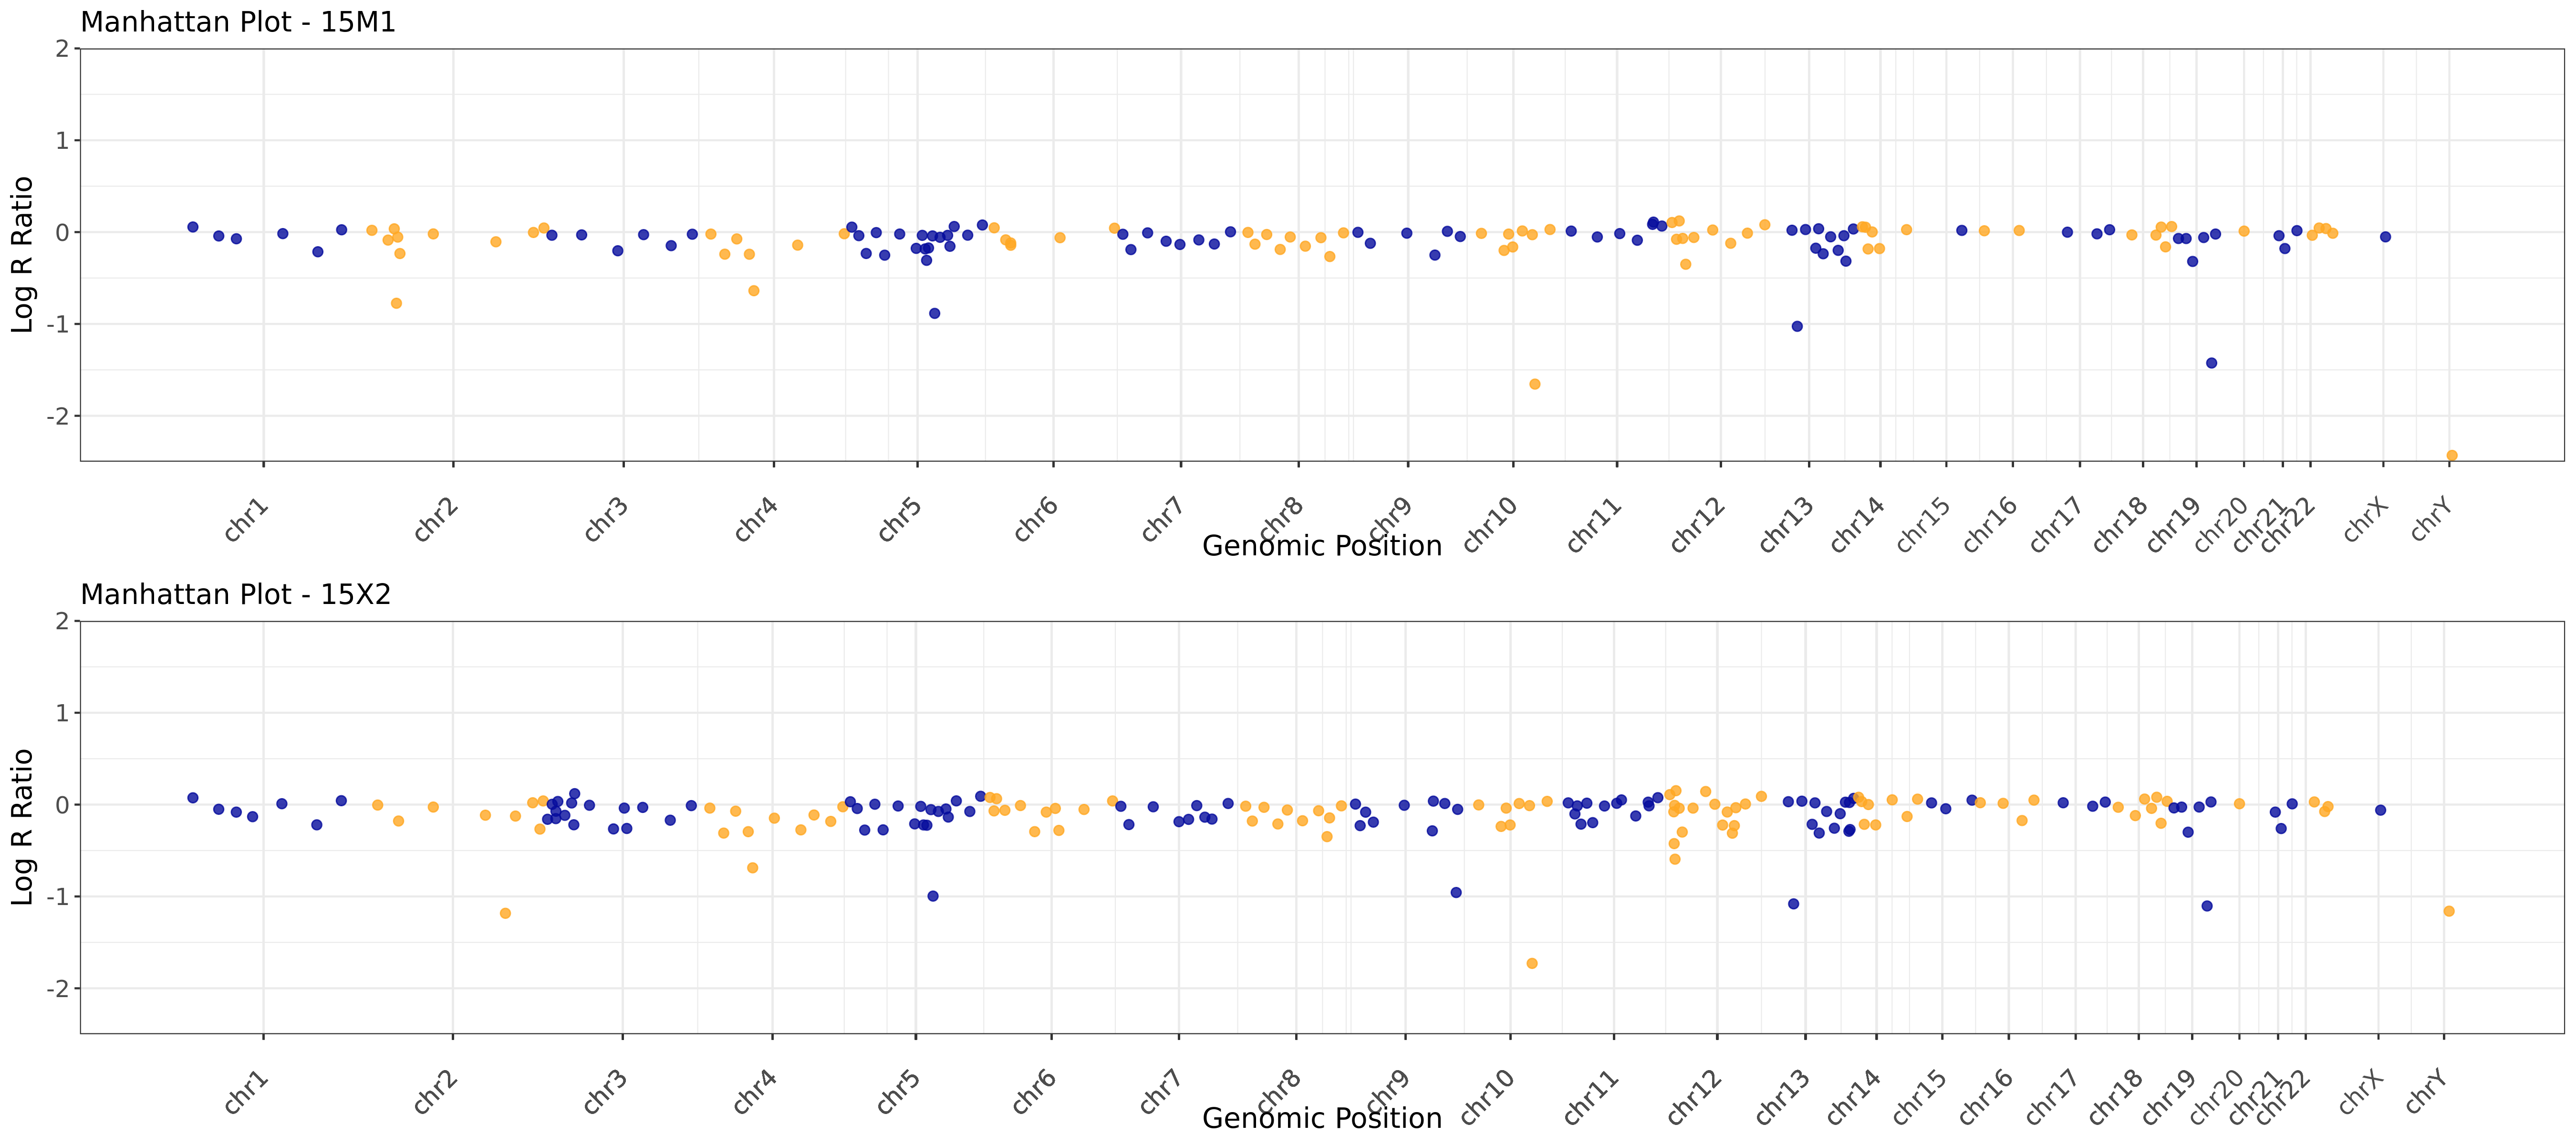 Manhattan Plot - 15M1
Log R Ratio
2
1
0
-1
-2
chr1 chr2 chr3 chr4 chr5 chr6 chr7 chr8 chr9 chr10 chr11 chr12 chr13 chr14 chr15 chr16 chr17 chr18 chr19 chr20 chr21 chr22 chrX chrY
Genomic Position
Manhattan Plot - 15X2
Log R Ratio
2
1
0
-1
-2
chr1 chr2 chr3 chr4 chr5 chr6 chr7 chr8 chr9 chr10 chr11 chr12 chr13 chr14 chr15 chr16 chr17 chr18 chr19 chr20 chr21 chr22 chrX chrY
Genomic Position